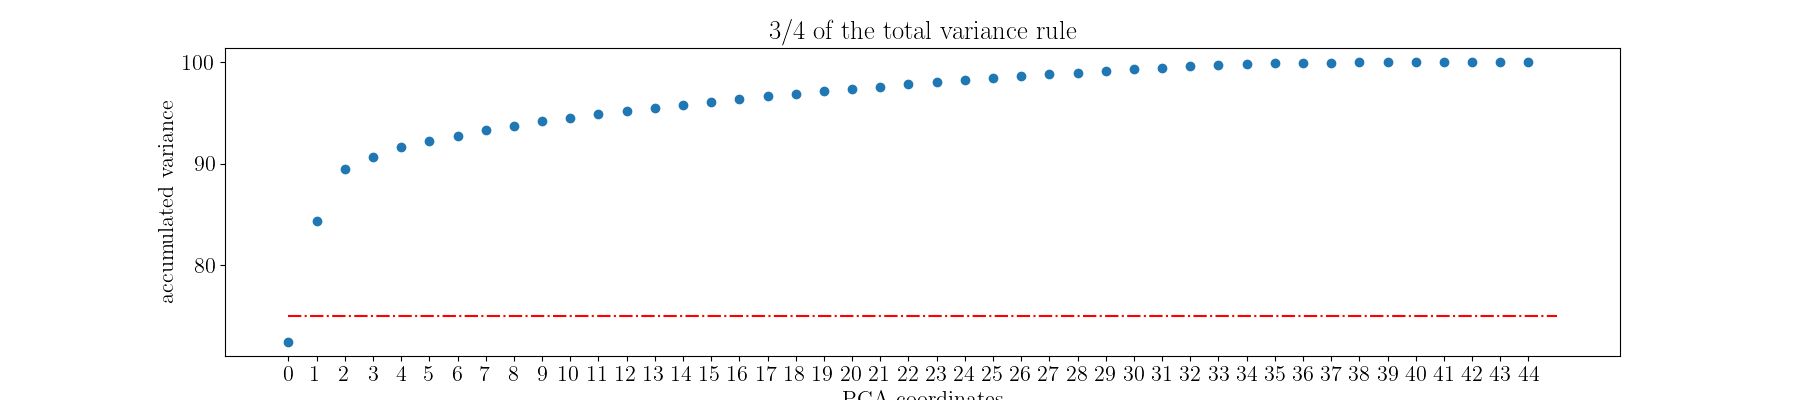 3/4 of the total variance rule
accumulated variance
100
90
80
0 1 2 3 4 5 6 7 8 9 10 11 12 13 14 15 16 17 18 19 20 21 22 23 24 25 26 27 28 29 30 31 32 33 34 35 36 37 38 39 40 41 42 43 44
PCA coordinates